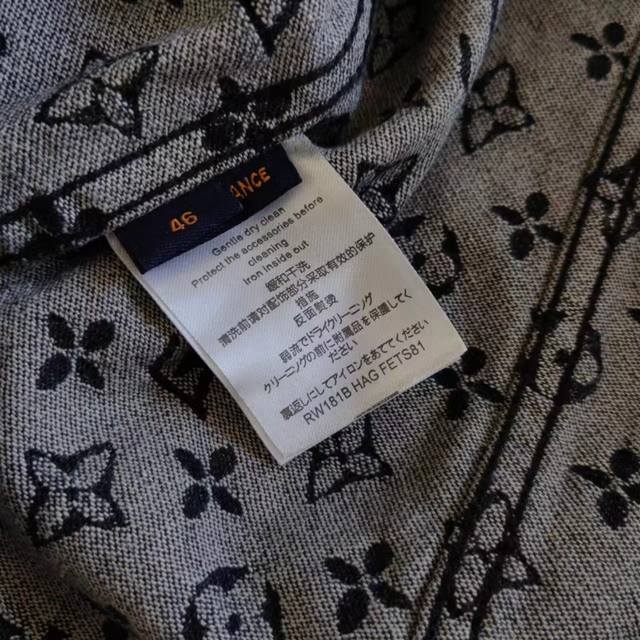 46
ANCE
Gentle dry clean
Protect the accessories before
cleaning
Iron inside out
缓和干洗
清洗前请对配饰部分采取有效的保护
措施
反面熨烫
弱流でドライクリーニング
クリーニングの前に附属品を保護してく
ださい
裏返しにしてアイロンをあててください
RW181B HAG FETS81